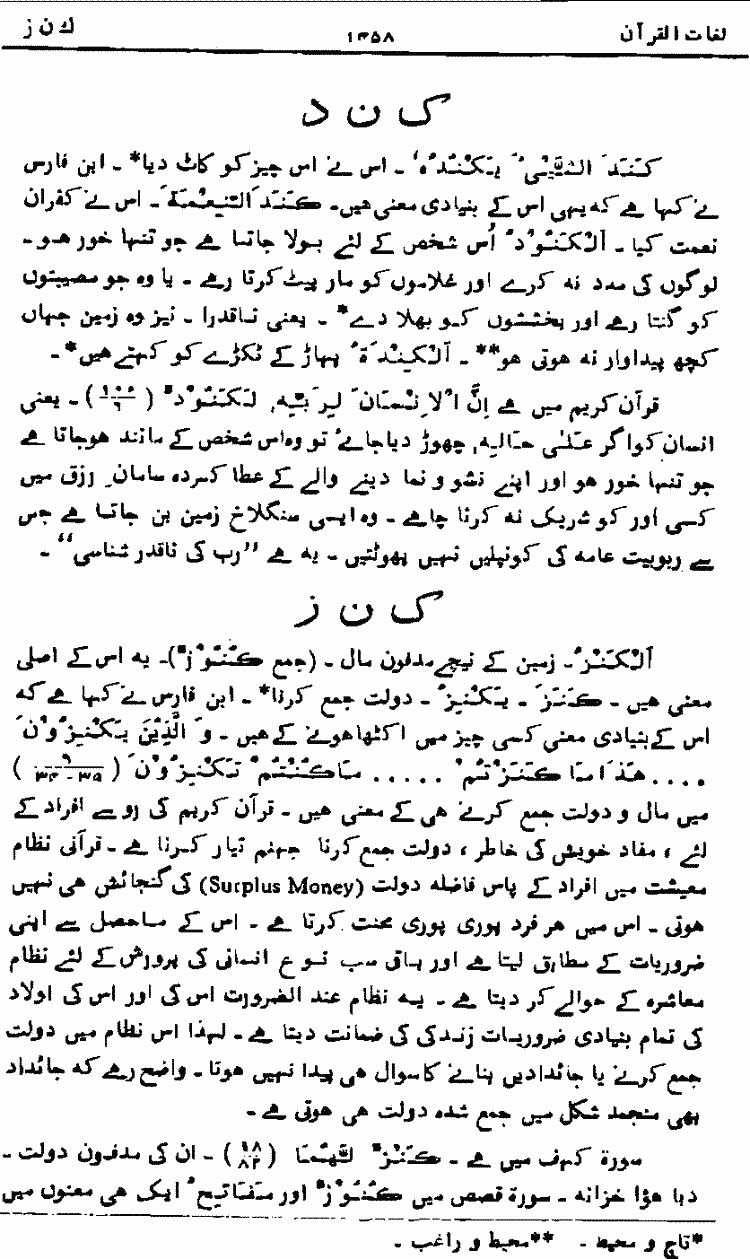 لغات القرآن ۱۴۵۸ ك ن ز
ک ن د
كَنَدَ الشَّيْئَ يَكْنُدُهٗ ۔ اس نے اس چیز کو کاٹ دیا* ۔ ابن فارس
نے کہا ہے کہ یہی اس کے بنیادی معنی ہیں۔ كَنَدَ النِّعْمَةَ ۔ اس نے کفران
نعمت کیا ۔ اَلْكَنُوْدُ اُس شخص کے لئے بولا جاتا ہے جو تنہا خور ہو ۔
لوگوں کی مدد نہ کرے اور غلاموں کو مار پیٹ کرتا رہے ۔ یا وہ جو مصیبتوں
کو گنتا رہے اور بخششوں کو بھلا دے* ۔ یعنی ناقدرا ۔ نیز وہ زمین جہاں
کچھ پیداوار نہ ہوتی ہو** ۔ اَلْكِنْدَةُ پہاڑ کے ٹکڑے کو کہتے ہیں* ۔
قرآن کریم میں ہے اِنَّ الْاِنْسَانَ لِرَبِّهٖ لَكَنُوْدٌ (۱۰۰/۶) ۔ یعنی
انسان کو اگر عَلٰى حَالِهٖ چھوڑ دیا جائے تو وہ اس شخص کے مانند ہو جاتا ہے
جو تنہا خور ہو اور اپنے نشو و نما دینے والے کے عطا کردہ سامانِ رزق میں
کسی اور کو شریک نہ کرنا چاہے ۔ وہ ایسی سنگلاخ زمین بن جاتا ہے جس
سے ربوبیت عامہ کی کونپلیں نہیں پھوٹتیں ۔ یہ ہے ”رب کی ناقدر شناسی“ ۔
ک ن ز
اَلْكَنْزُ ۔ زمین کے نیچے مدفون مال ۔ (جمع كُنُوْزٌ) ۔ یہ اس کے اصلی
معنی ہیں ۔ كَنَزَ ۔ يَكْنِزُ ۔ دولت جمع کرنا* ۔ ابن فارس نے کہا ہے کہ
اس کے بنیادی معنی کسی چیز میں اکٹھا ہونے کے ہیں ۔ وَ الَّذِيْنَ يَكْنِزُوْنَ
.... هٰذَا مَا كَنَزْتُمْ ..... مَا كُنْتُمْ تَكْنِزُوْنَ (۹/۳۴-۳۵)
میں مال و دولت جمع کرنے ہی کے معنی ہیں ۔ قرآن کریم کی رو سے افراد کے
لئے ، مفاد خویش کی خاطر ، دولت جمع کرنا جہنم تیار کرنا ہے ۔ قرآنی نظام
معیشت میں افراد کے پاس فاضلہ دولت (Surplus Money) کی گنجائش ہی نہیں
ہوتی ۔ اس میں ہر فرد پوری پوری محنت کرتا ہے ۔ اس کے ماحصل سے اپنی
ضروریات کے مطابق لیتا ہے اور باقی سب نوع انسانی کی پرورش کے لئے نظام
معاشرہ کے حوالے کر دیتا ہے ۔ یہ نظام عند الضرورت اس کی اور اس کی اولاد
کی تمام بنیادی ضروریات زندگی کی ضمانت دیتا ہے ۔ لہذا اس نظام میں دولت
جمع کرنے یا جائدادیں بنانے کا سوال ہی پیدا نہیں ہوتا ۔ واضح رہے کہ جائداد
بھی منجمد شکل میں جمع شدہ دولت ہی ہوتی ہے ۔
سورۃ کہف میں ہے ۔ كَنْزٌ لَّهُمَا (۱۸/۸۲) ۔ ان کی مدفون دولت ۔
دبا ہؤا خزانہ ۔ سورۃ قصص میں كُنُوْزٌ اور مَفَاتِيْحُ ایک ہی معنوں میں
*تاج و محیط ۔ **محیط و راغب ۔